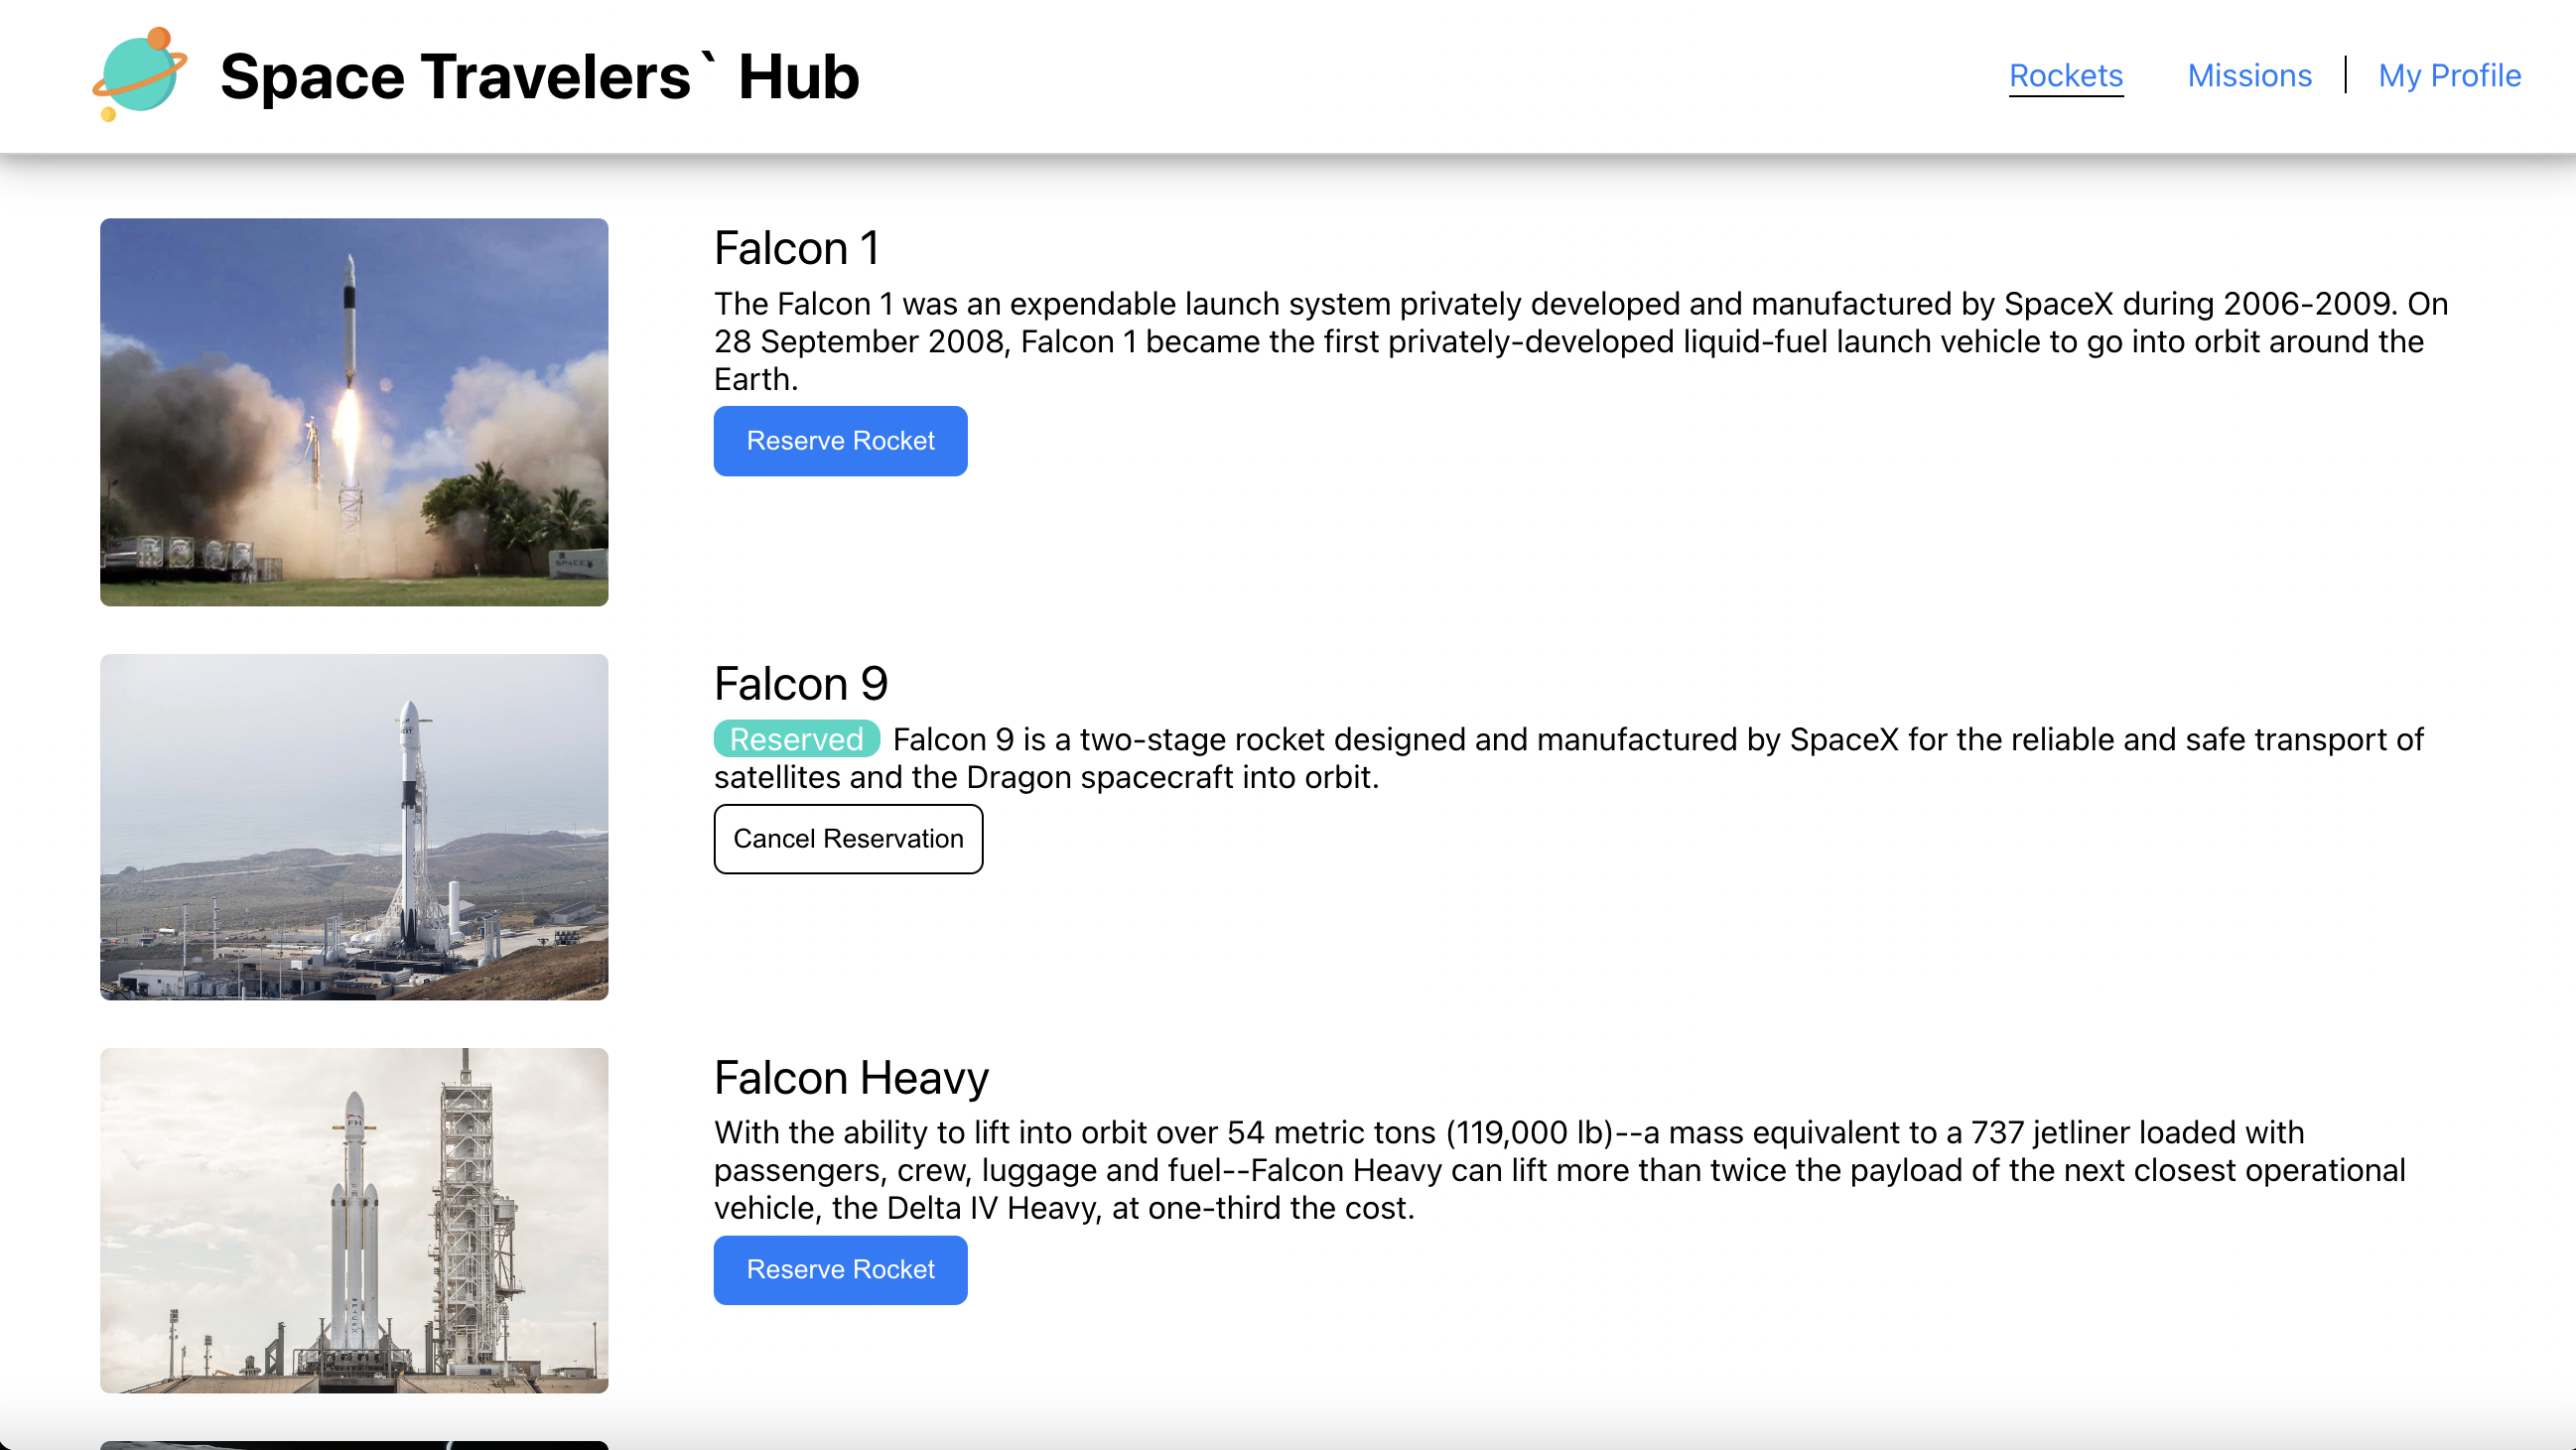 Space Travelers` Hub
Rockets
Missions
My Profile
Falcon 1
The Falcon 1 was an expendable launch system privately developed and manufactured by SpaceX during 2006-2009. On
28 September 2008, Falcon 1 became the first privately-developed liquid-fuel launch vehicle to go into orbit around the
Earth.
Reserve Rocket
SPACEX
Falcon 9
Reserved Falcon 9 is a two-stage rocket designed and manufactured by SpaceX for the reliable and safe transport of
satellites and the Dragon spacecraft into orbit.
Cancel Reservation
Falcon Heavy
With the ability to lift into orbit over 54 metric tons (119,000 lb)--a mass equivalent to a 737 jetliner loaded with
passengers, crew, luggage and fuel--Falcon Heavy can lift more than twice the payload of the next closest operational
vehicle, the Delta IV Heavy, at one-third the cost.
Reserve Rocket
FH